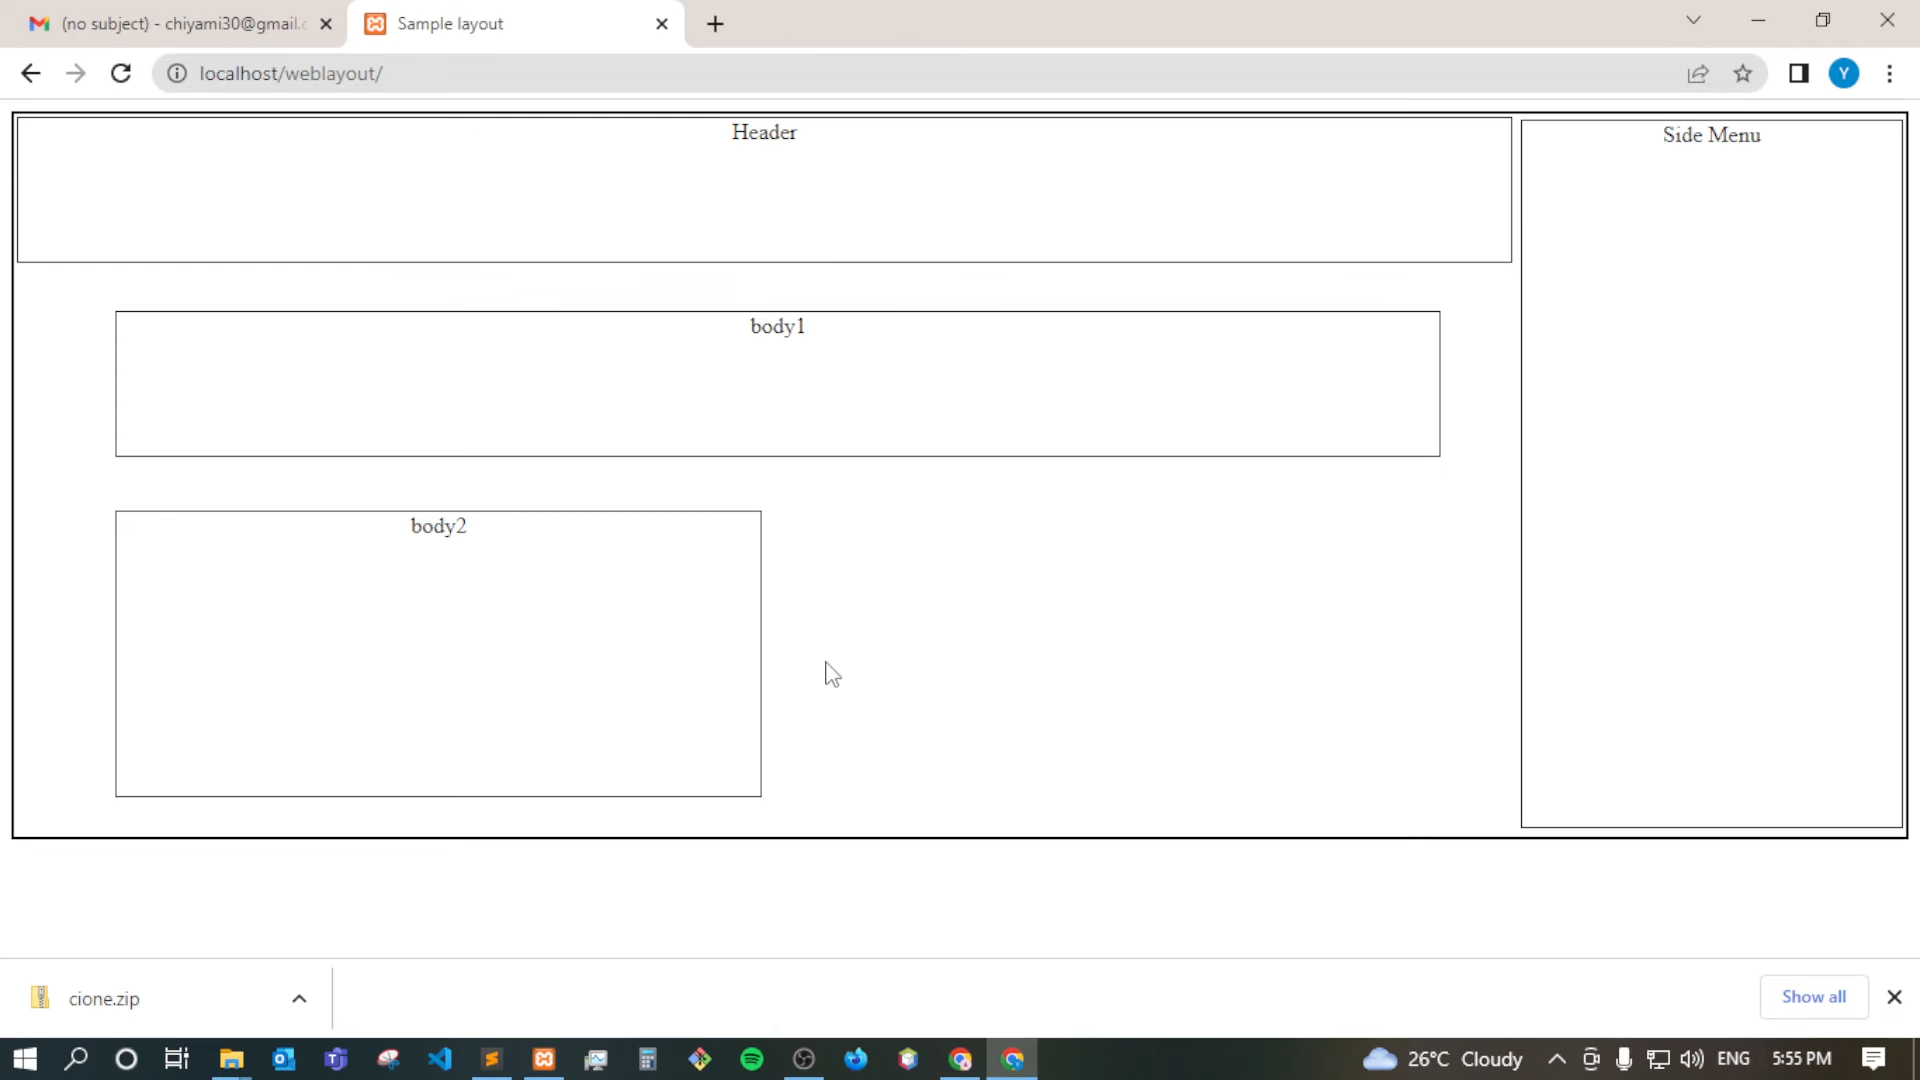 (no subject) - chiyami30@gmail.c
Sample layout
localhost/weblayout/
Y
Header
Side Menu
body1
body2
cione.zip
Show all
26°C Cloudy
ENG
5:55 PM